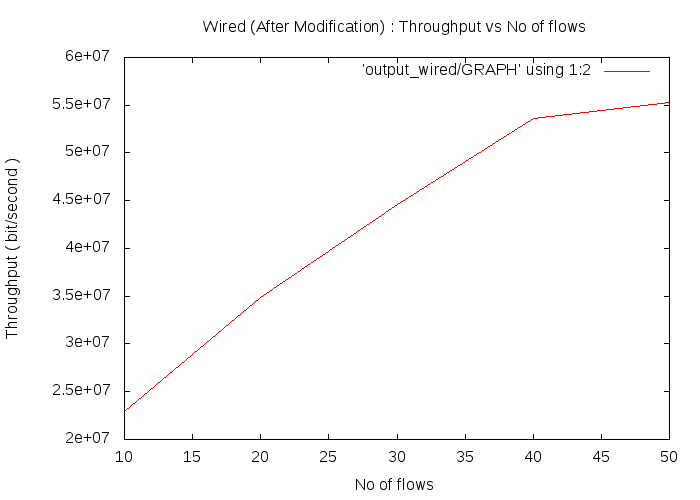 Wired (After Modification) : Throughput vs No of flows
6e+07
'output_wired/GRAPH' using 1:2
5.5e+07
5e+07
4.5e+07
4e+07
3.5e+07
3e+07
2.5e+07
2e+07
Throughput ( bit/second )
10 15 20 25 30 35 40 45 50
No of flows